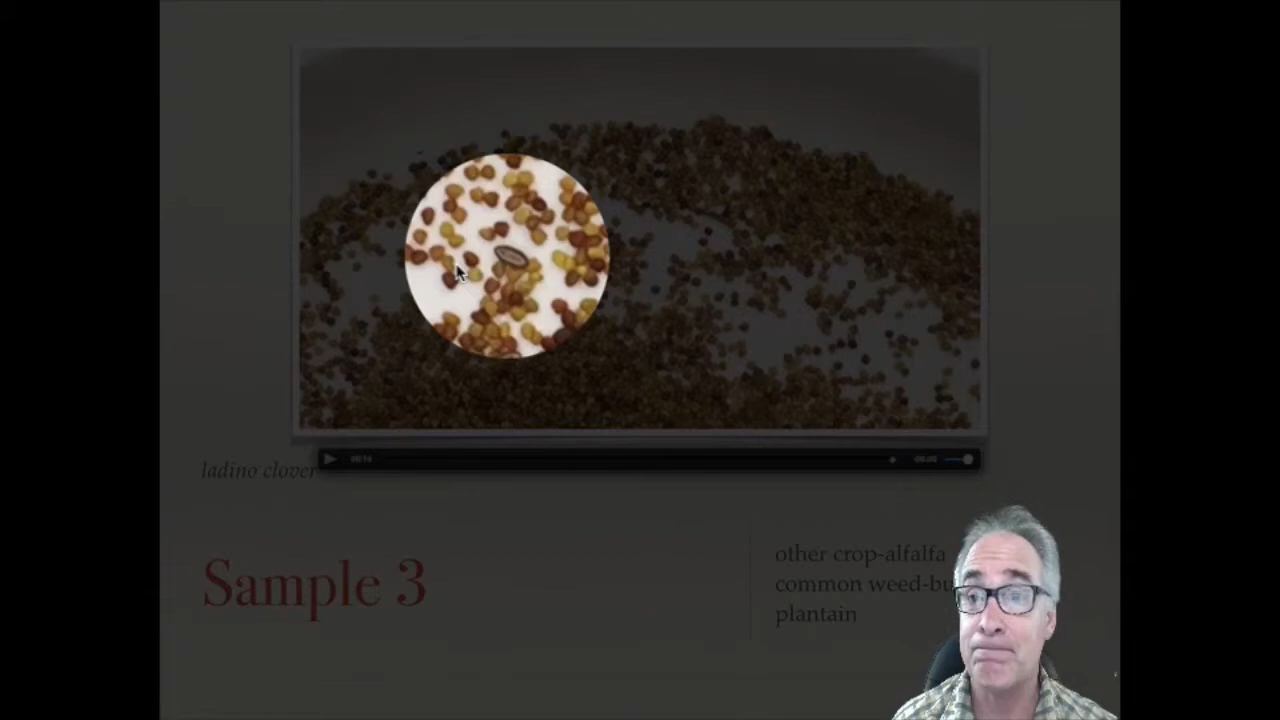 ladino clover
Sample 3
other crop-alfalfa
common weed-bu
plantain